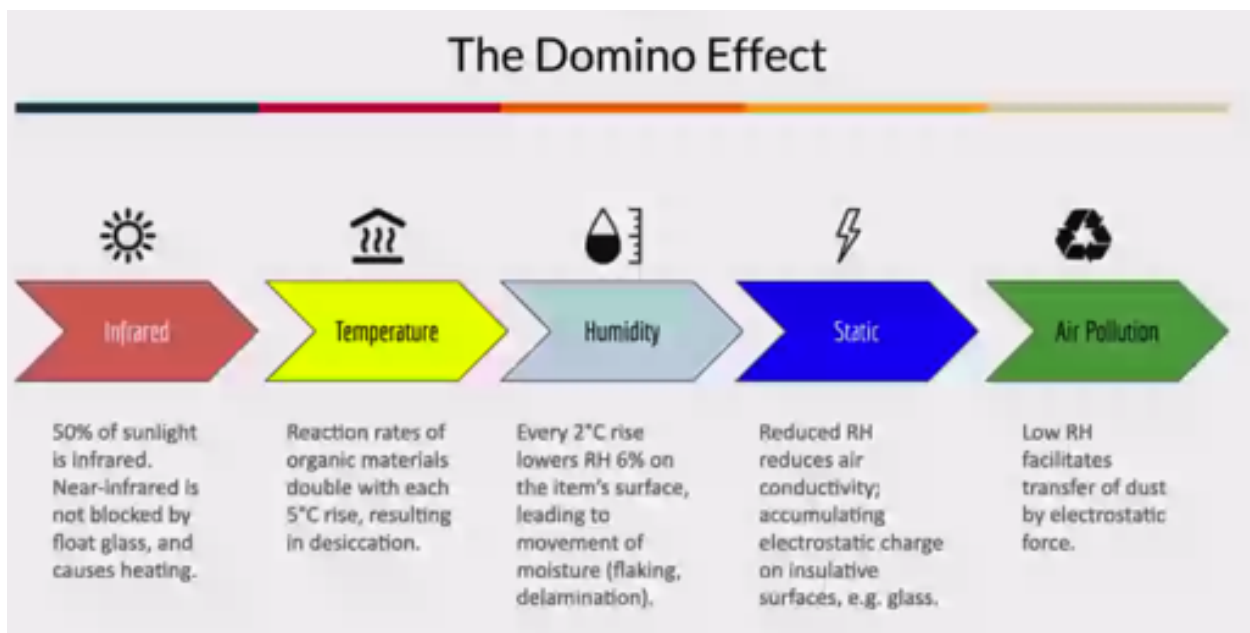 The Domino Effect
Infrared
Temperature
Humidity
Static
Air Pollution
50% of sunlight
is infrared.
Near-infrared is
not blocked by
float glass, and
causes heating.
Reaction rates of
organic materials
double with each
5°C rise, resulting
in desiccation.
Every 2°C rise
lowers RH 6% on
the item's surface,
leading to
movement of
moisture (flaking,
delamination).
Reduced RH
reduces air
conductivity;
accumulating
electrostatic charge
on insulative
surfaces, e.g. glass.
Low RH
facilitates
transfer of dust
by electrostatic
force.